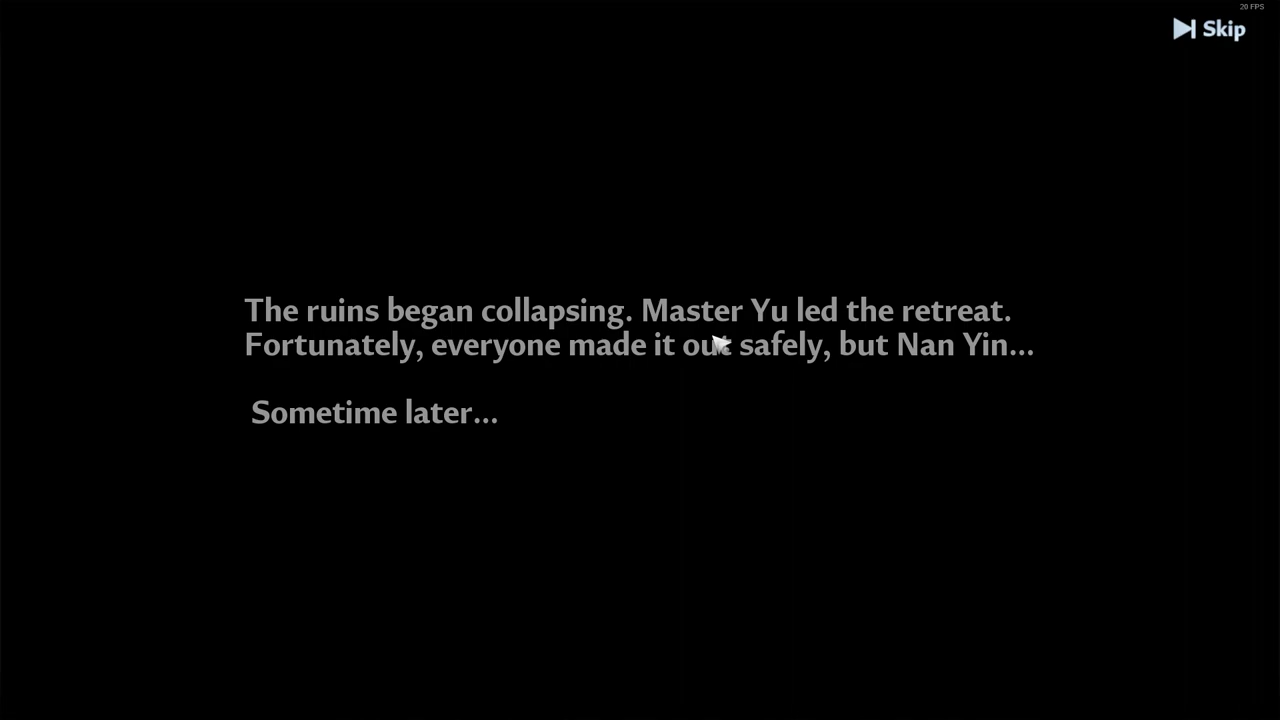 20 FPS
Skip
The ruins began collapsing. Master Yu led the retreat.
Fortunately, everyone made it out safely, but Nan Yin...
Sometime later...